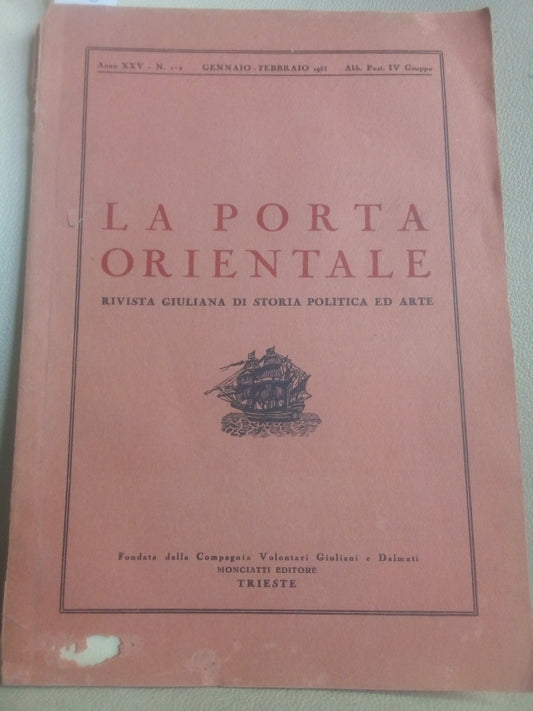 Anno XXV - N. 1-2 GENNAIO - FEBBRAIO 1955 Abb. Post. IV Gruppo
LA PORTA
ORIENTALE
RIVISTA GIULIANA DI STORIA POLITICA ED ARTE
Fondata dalla Compagnia Volontari Giuliani e Dalmati
MONCIATTI EDITORE
TRIESTE